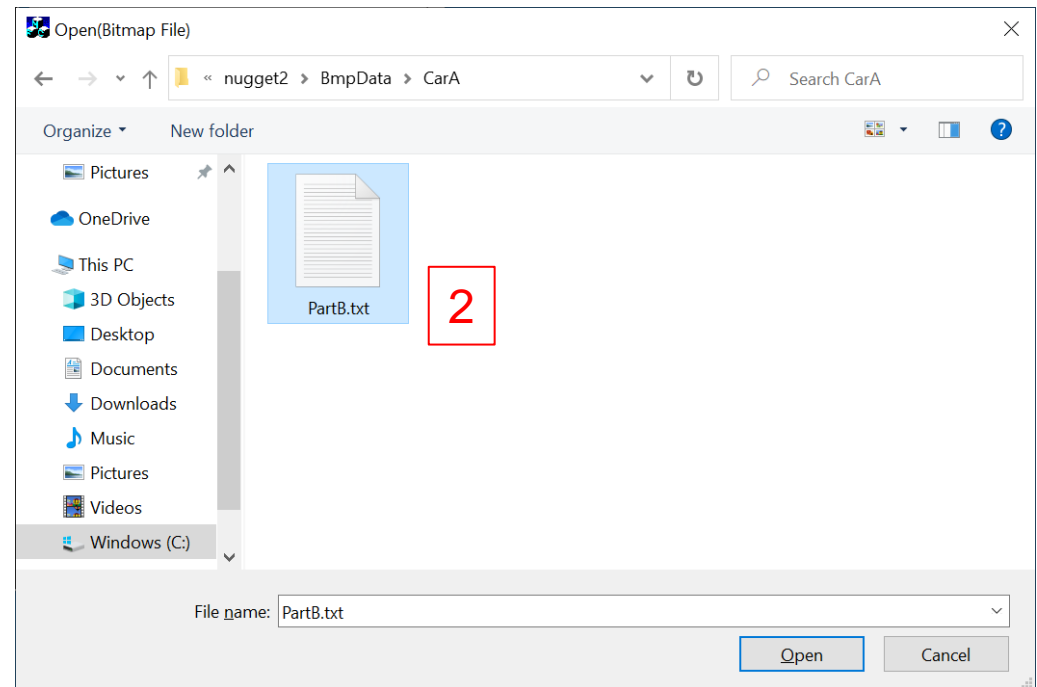 Open(Bitmap File)
« nugget2 > BmpData > CarA
Search CarA
Organize
New folder
?
Pictures
OneDrive
This PC
3D Objects
Desktop
Documents
Downloads
Music
Pictures
Videos
Windows (C:)
PartB.txt
2
File name: PartB.txt
Open
Cancel